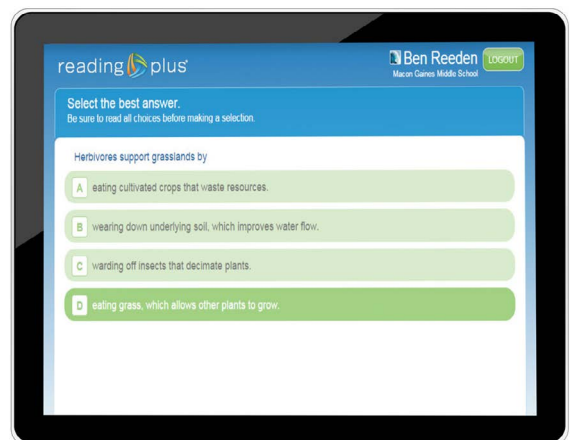 reading plus®
Ben Reeden
LOGOUT
Macon Gaines Middle School
Select the best answer.
Be sure to read all choices before making a selection.
Herbivores support grasslands by
A eating cultivated crops that waste resources.
B wearing down underlying soil, which improves water flow.
C warding off insects that decimate plants.
D eating grass, which allows other plants to grow.